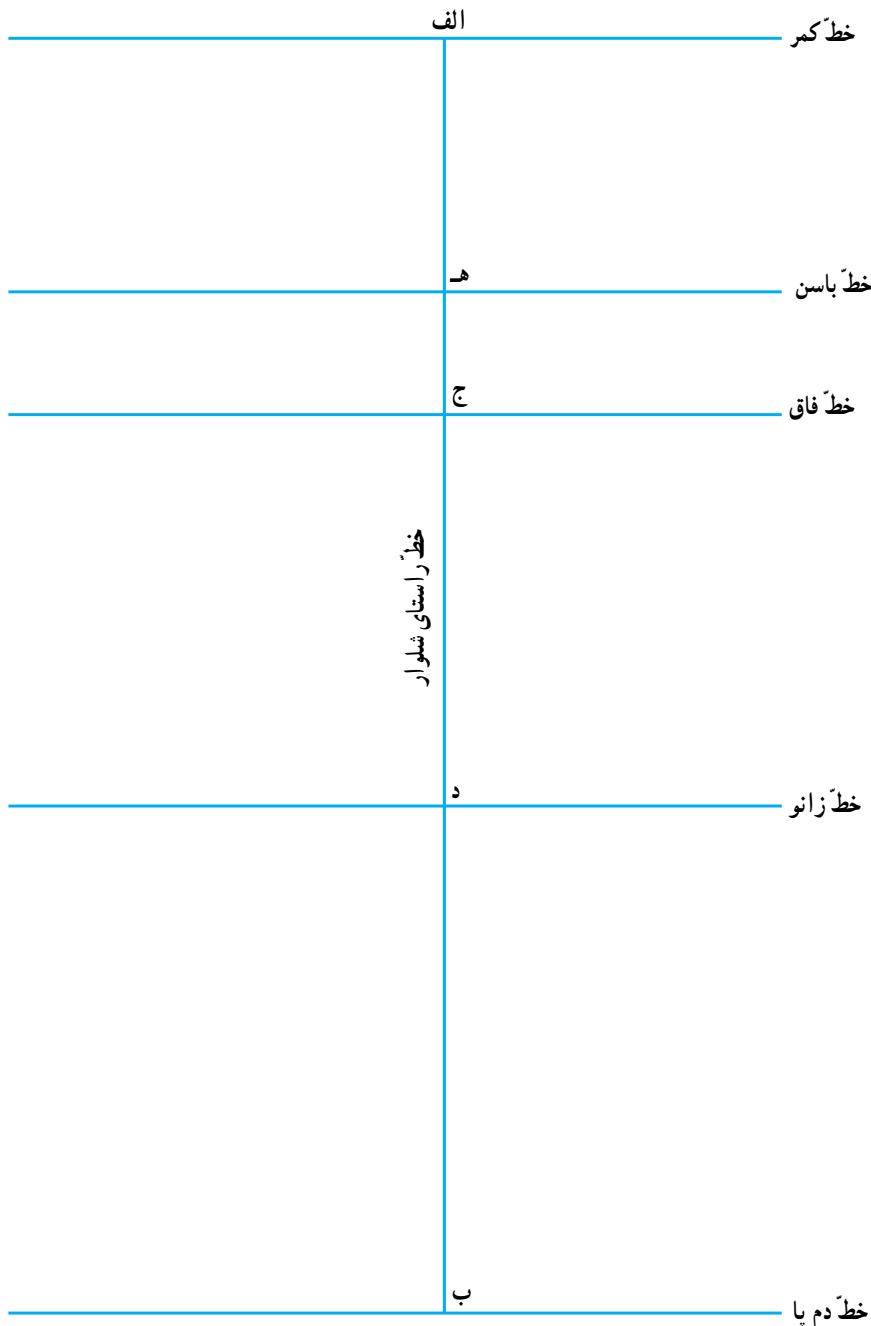 الف
خطّ کمر
هـ
خطّ باسن
ج
خطّ فاق
خطّ راستای شلوار
د
خطّ زانو
ب
خطّ دم پا